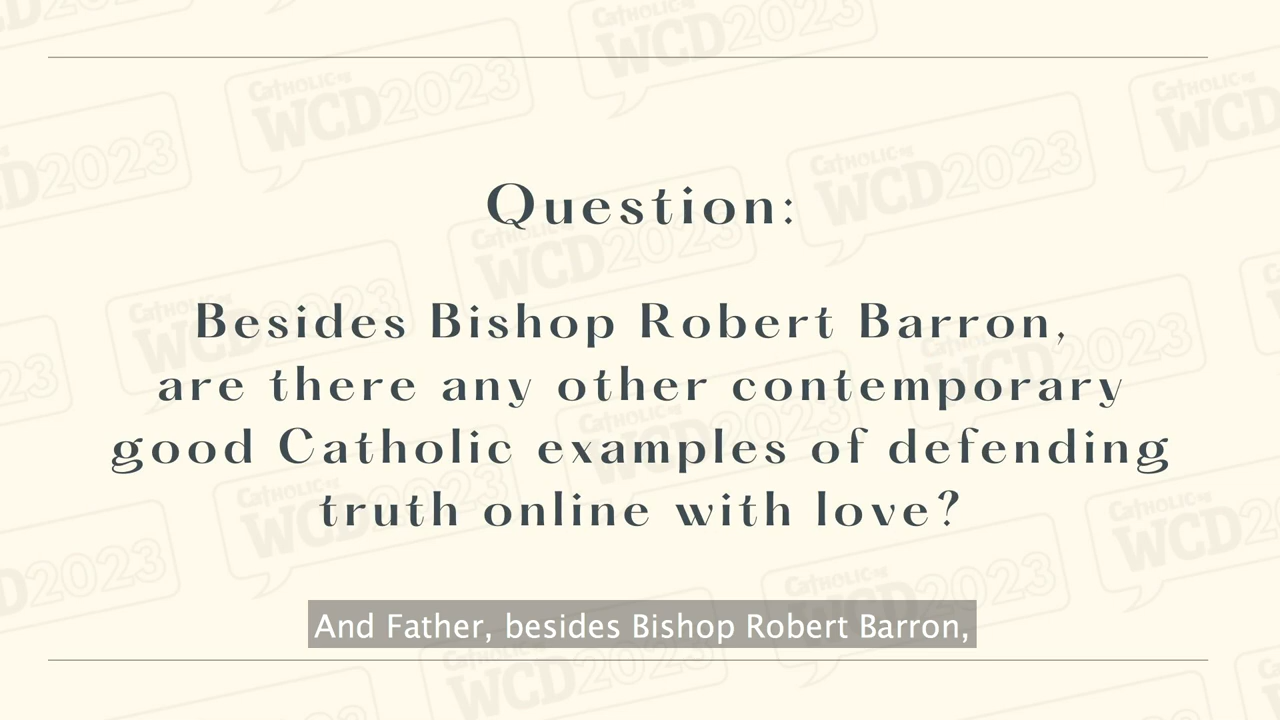 Question:
Besides Bishop Robert Barron,
are there any other contemporary
good Catholic examples of defending
truth online with love?
And Father, besides Bishop Robert Barron,